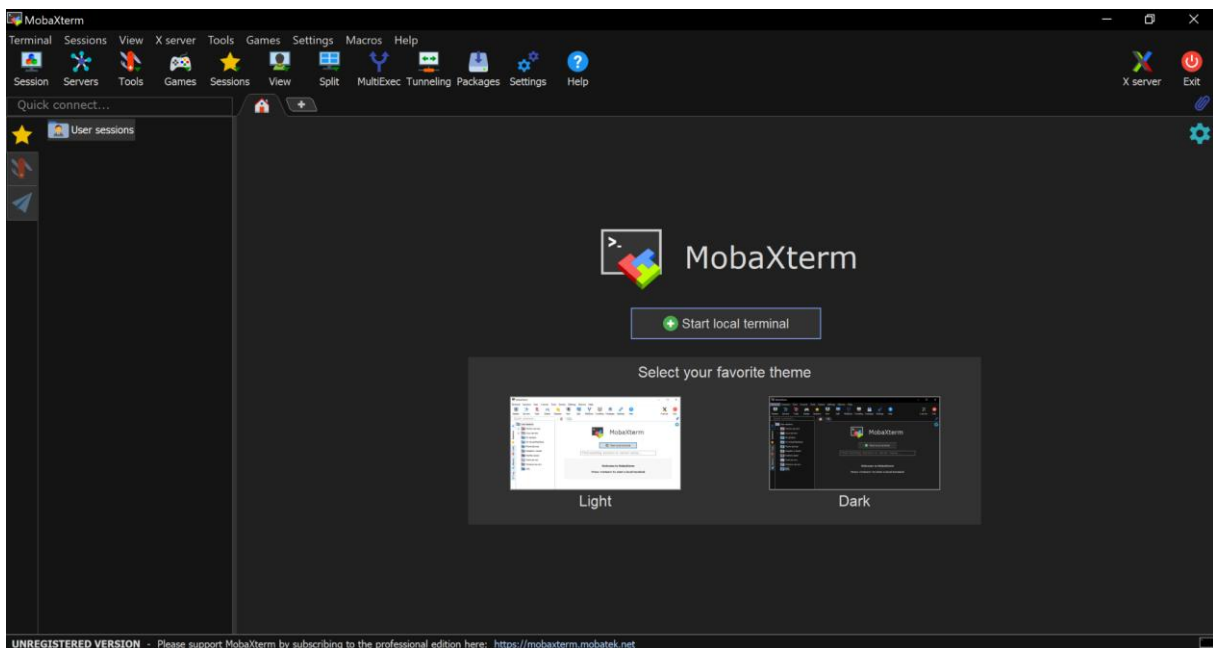 MobaXterm
Terminal Sessions View X server Tools Games Settings Macros Help
Session Servers Tools Games Sessions View Split MultiExec Tunneling Packages Settings Help X server Exit
Quick connect...
User sessions
>_
MobaXterm
Start local terminal
Select your favorite theme
MobaXterm
MobaXterm
Light Dark
UNREGISTERED VERSION - Please support MobaXterm by subscribing to the professional edition here: https://mobaxterm.mobatek.net